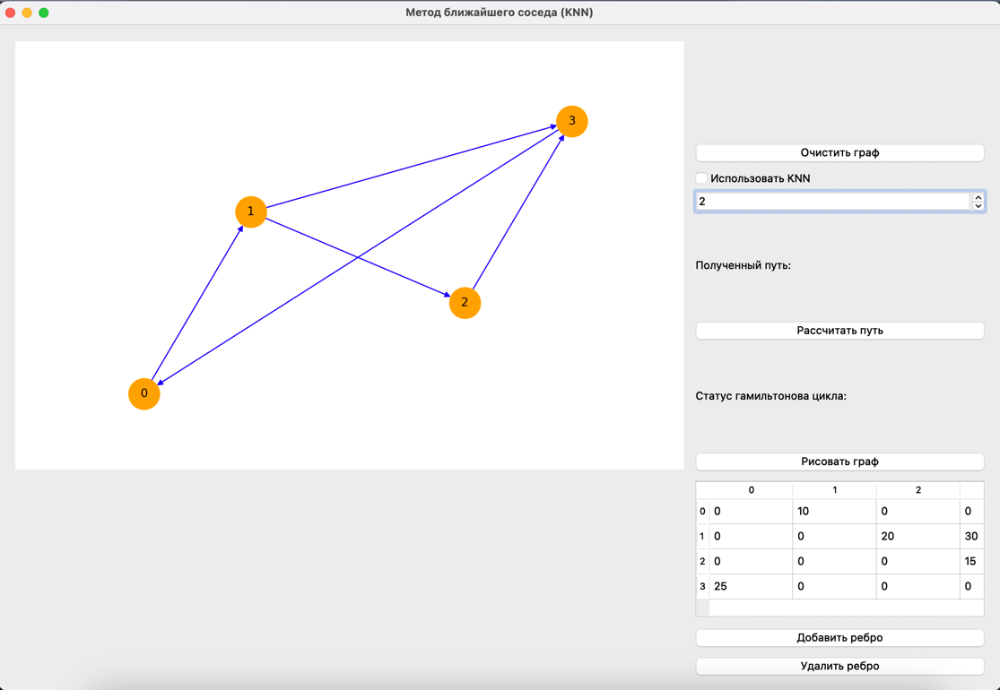 Метод ближайшего соседа (KNN)
3
1
2
0
Очистить граф
Использовать KNN
2
Полученный путь:
Рассчитать путь
Статус гамильтонова цикла:
Рисовать граф
0 1 2
0 0 10 0 0
1 0 0 20 30
2 0 0 0 15
3 25 0 0 0
Добавить ребро
Удалить ребро